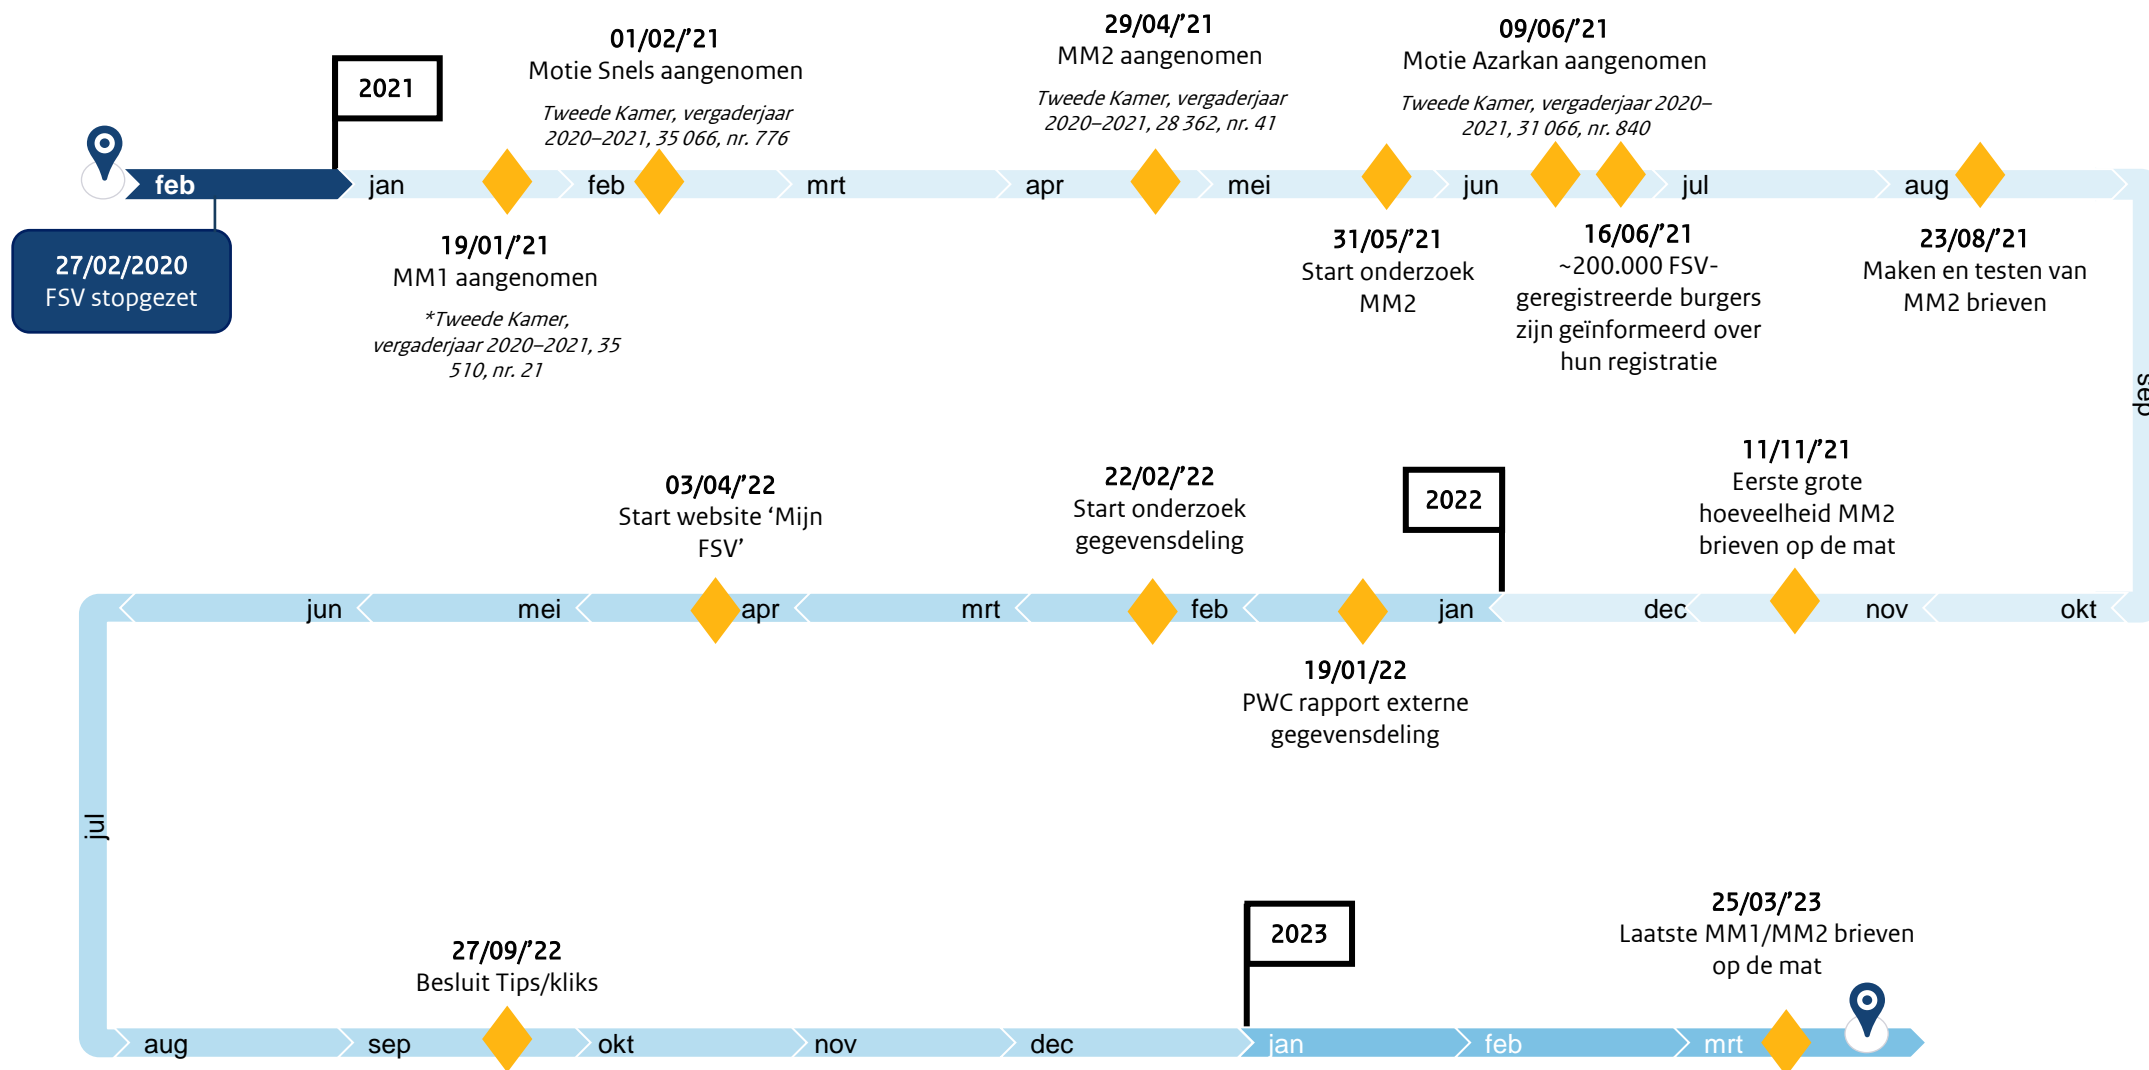 01/02/'21
Motie Snels aangenomen
Tweede Kamer, vergaderjaar
2020–2021, 35 066, nr. 776
29/04/'21
MM2 aangenomen
Tweede Kamer, vergaderjaar
2020–2021, 28 362, nr. 41
09/06/'21
Motie Azarkan aangenomen
Tweede Kamer, vergaderjaar 2020–
2021, 31 066, nr. 840
2021
feb
jan
feb
mrt
apr
mei
jun
jul
aug
27/02/2020
FSV stopgezet
19/01/'21
MM1 aangenomen
*Tweede Kamer,
vergaderjaar 2020–2021, 35
510, nr. 21
31/05/'21
Start onderzoek
MM2
16/06/'21
~200.000 FSV-
geregistreerde burgers
zijn geïnformeerd over
hun registratie
23/08/'21
Maken en testen van
MM2 brieven
sep
11/11/'21
Eerste grote
hoeveelheid MM2
brieven op de mat
2022
22/02/'22
Start onderzoek
gegevensdeling
03/04/'22
Start website ‘Mijn
FSV’
jun
mei
apr
mrt
feb
jan
dec
nov
okt
19/01/22
PWC rapport externe
gegevensdeling
jul
27/09/'22
Besluit Tips/kliks
2023
25/03/'23
Laatste MM1/MM2 brieven
op de mat
aug
sep
okt
nov
dec
jan
feb
mrt